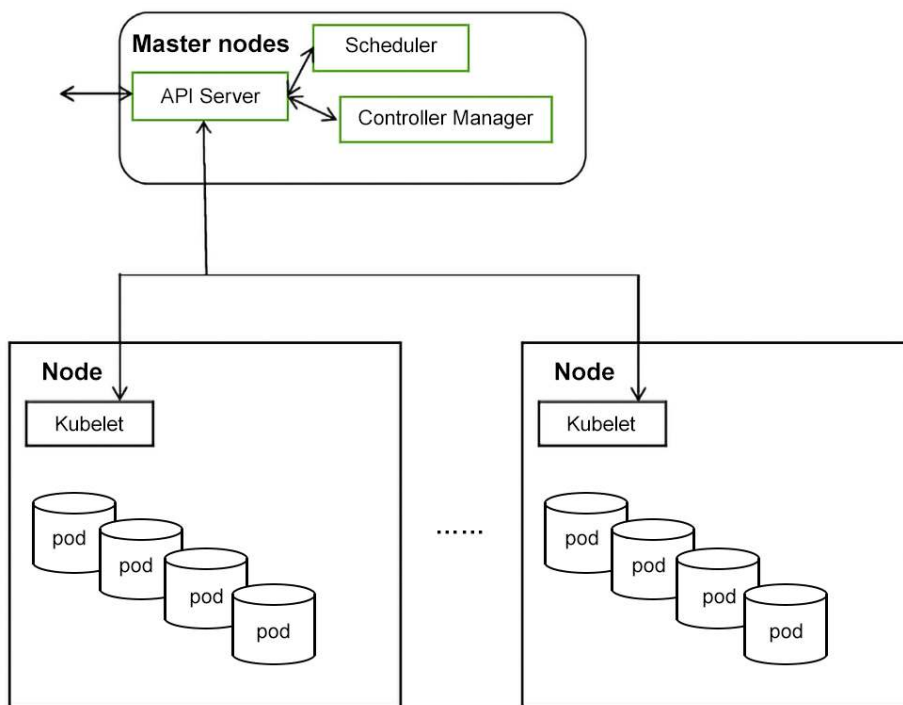 Master nodes
Scheduler
API Server
Controller Manager
Node
Kubelet
pod
pod
pod
pod
......
Node
Kubelet
pod
pod
pod
pod